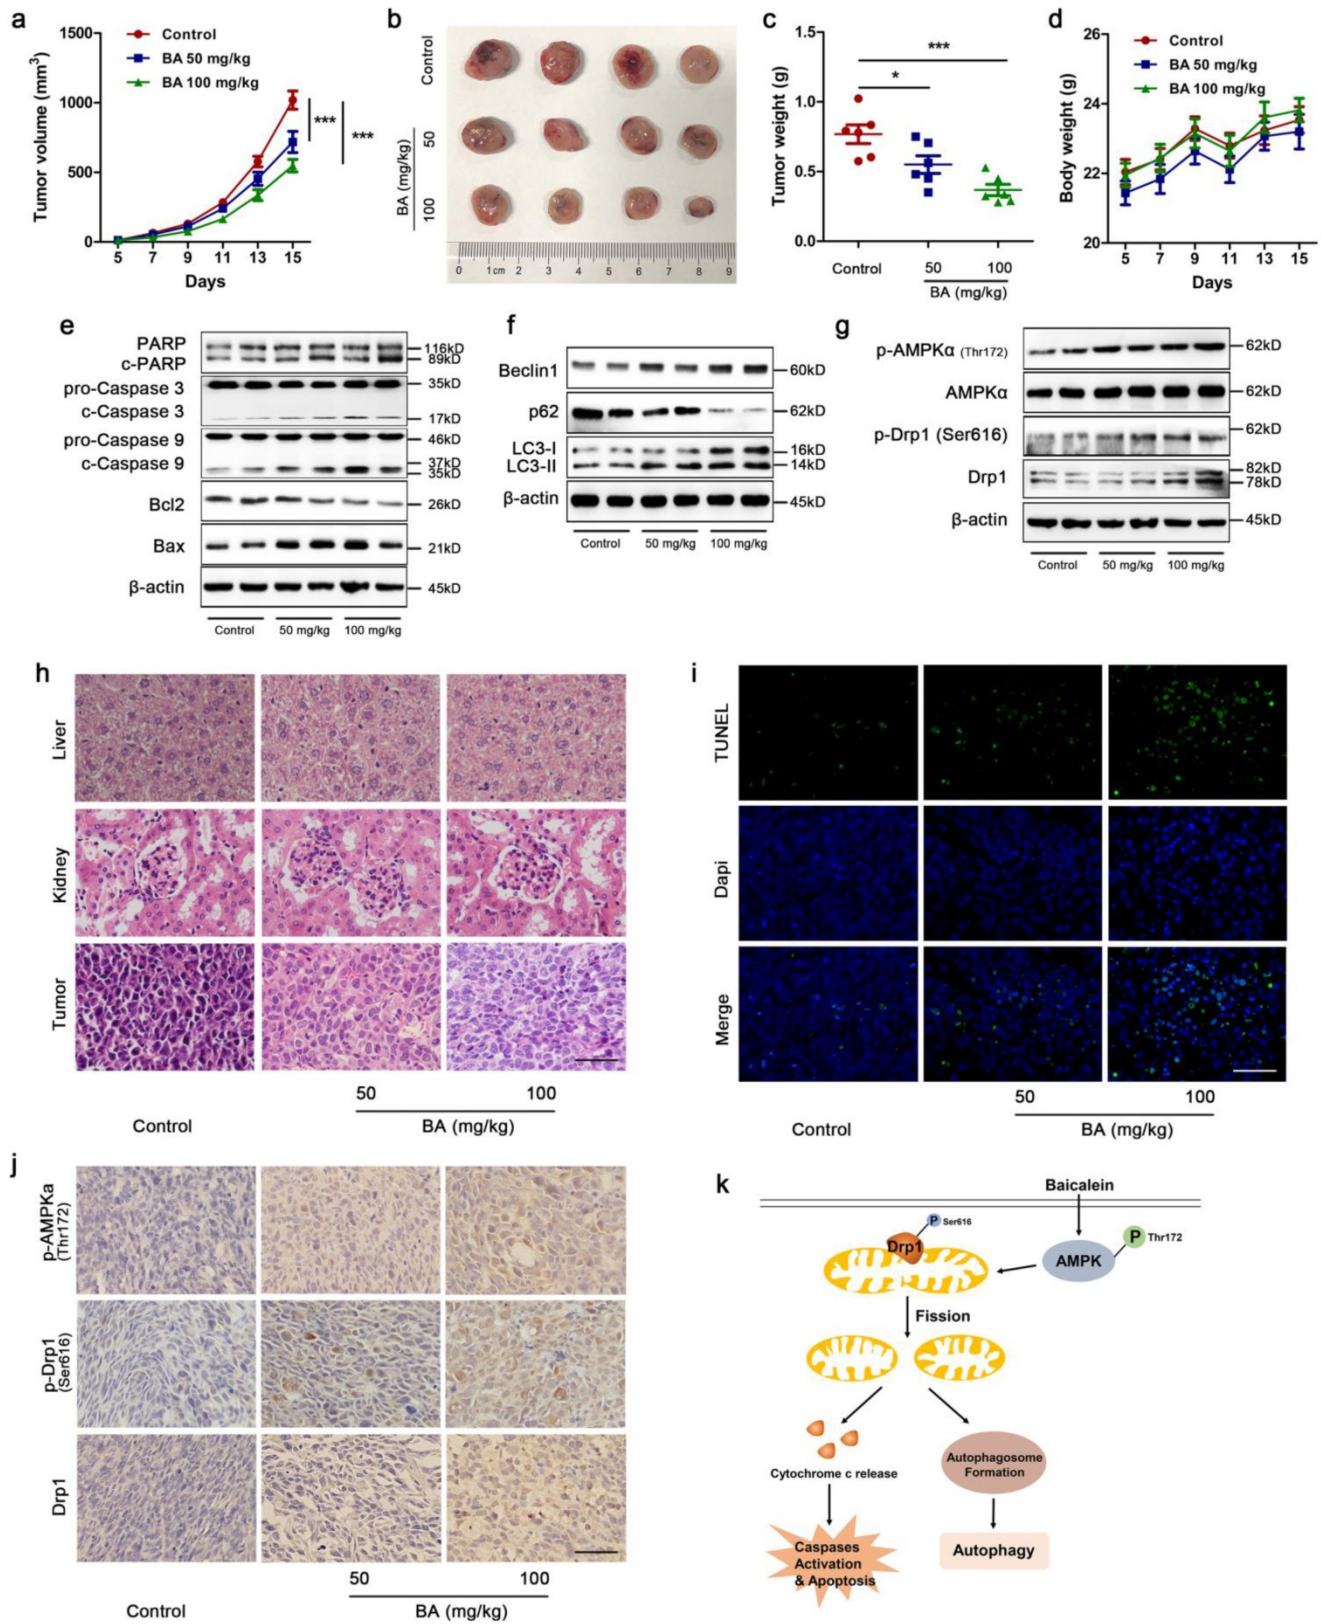 a
1500
1000
500
0
Tumor volume (mm³)
Control
BA 50 mg/kg
BA 100 mg/kg
***
***
5 7 9 11 13 15
Days
b
Control
50
100
BA (mg/kg)
0 1cm 2 3 4 5 6 7 8 9
c
1.5
1.0
0.5
0.0
Tumor weight (g)
***
*
Control
50 100
BA (mg/kg)
d
26
24
22
20
Body weight (g)
Control
BA 50 mg/kg
BA 100 mg/kg
5 7 9 11 13 15
Days
e
PARP 116kD
c-PARP 89kD
pro-Caspase 3 35kD
c-Caspase 3 17kD
pro-Caspase 9 46kD
c-Caspase 9 37kD
35kD
Bcl2 26kD
Bax 21kD
β-actin 45kD
Control 50 mg/kg 100 mg/kg
f
Beclin1 60kD
p62 62kD
LC3-I 16kD
LC3-II 14kD
β-actin 45kD
Control 50 mg/kg 100 mg/kg
g
p-AMPKα (Thr172) 62kD
AMPKα 62kD
p-Drp1 (Ser616) 62kD
Drp1 82kD
78kD
β-actin 45kD
Control 50 mg/kg 100 mg/kg
h
Liver
Kidney
Tumor
50 100
Control BA (mg/kg)
i
TUNEL
Dapi
Merge
50 100
Control BA (mg/kg)
j
p-AMPKa
(Thr172)
p-Drp1
(Ser616)
Drp1
50 100
Control BA (mg/kg)
k
Baicalein
P Ser616
Drp1
P Thr172
AMPK
Fission
Cytochrome c release
Autophagosome
Formation
Caspases
Activation
& Apoptosis
Autophagy